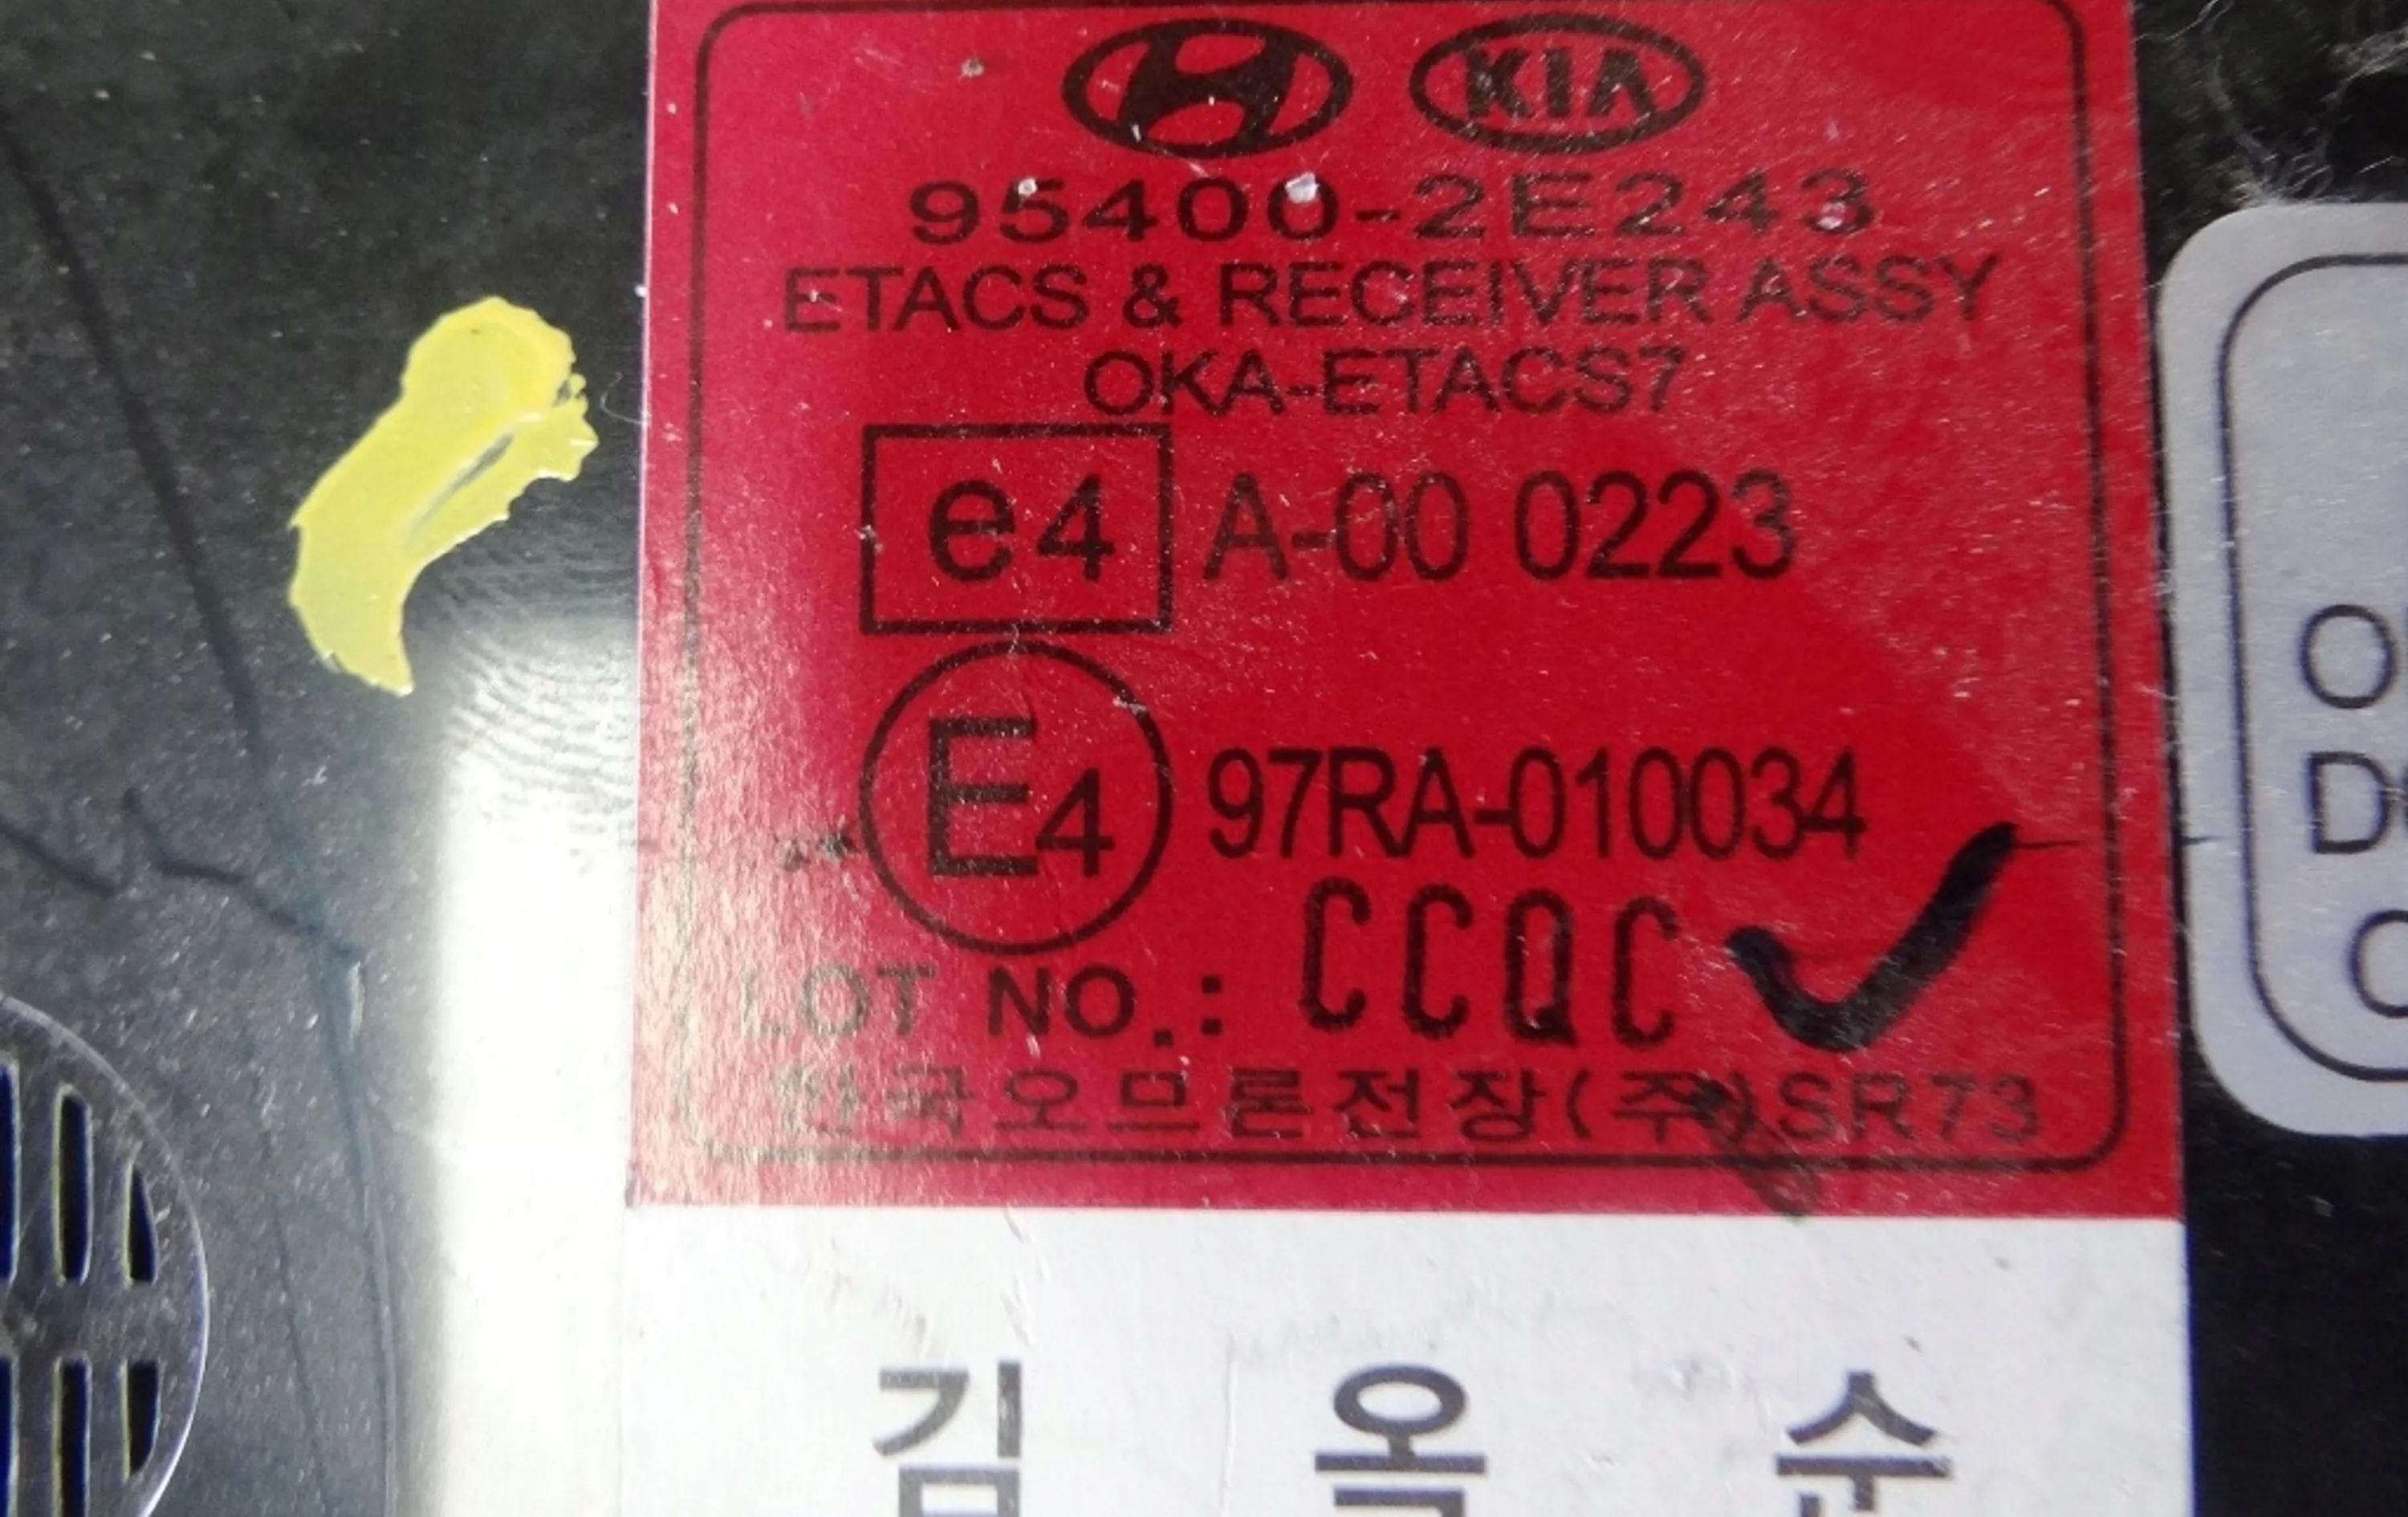 KIA
95400-2E243
ETACS & RECEIVER ASSY
OKA-ETACS7
e4 A-00 0223
E4 97RA-010034
LOT NO.: CCQC
한국오므론전장(주)SR73
김 옥 순
O
D